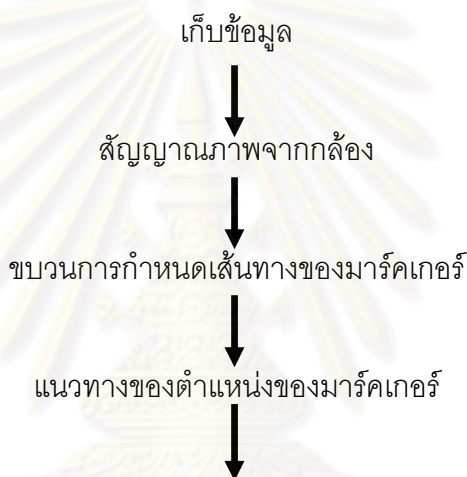 เก็บข้อมูล
สัญญาณภาพจากกล้อง
ขบวนการกำหนดเส้นทางของมาร์คเกอร์
แนวทางของตำแหน่งของมาร์คเกอร์